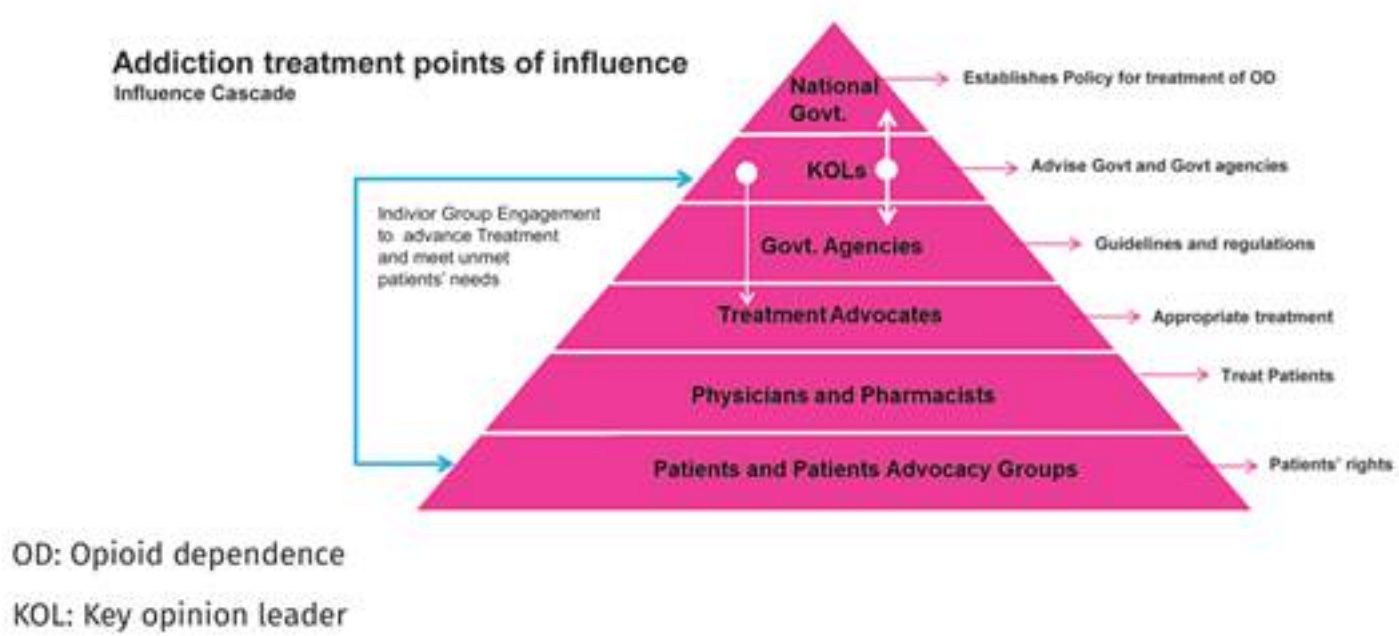 Addiction treatment points of influence
Influence Cascade
National
Govt.
Establishes Policy for treatment of OD
KOLs
Advise Govt and Govt agencies
Indivior Group Engagement
to advance Treatment
and meet unmet
patients' needs
Govt. Agencies
Guidelines and regulations
Treatment Advocates
Appropriate treatment
Physicians and Pharmacists
Treat Patients
Patients and Patients Advocacy Groups
Patients' rights
OD: Opioid dependence
KOL: Key opinion leader